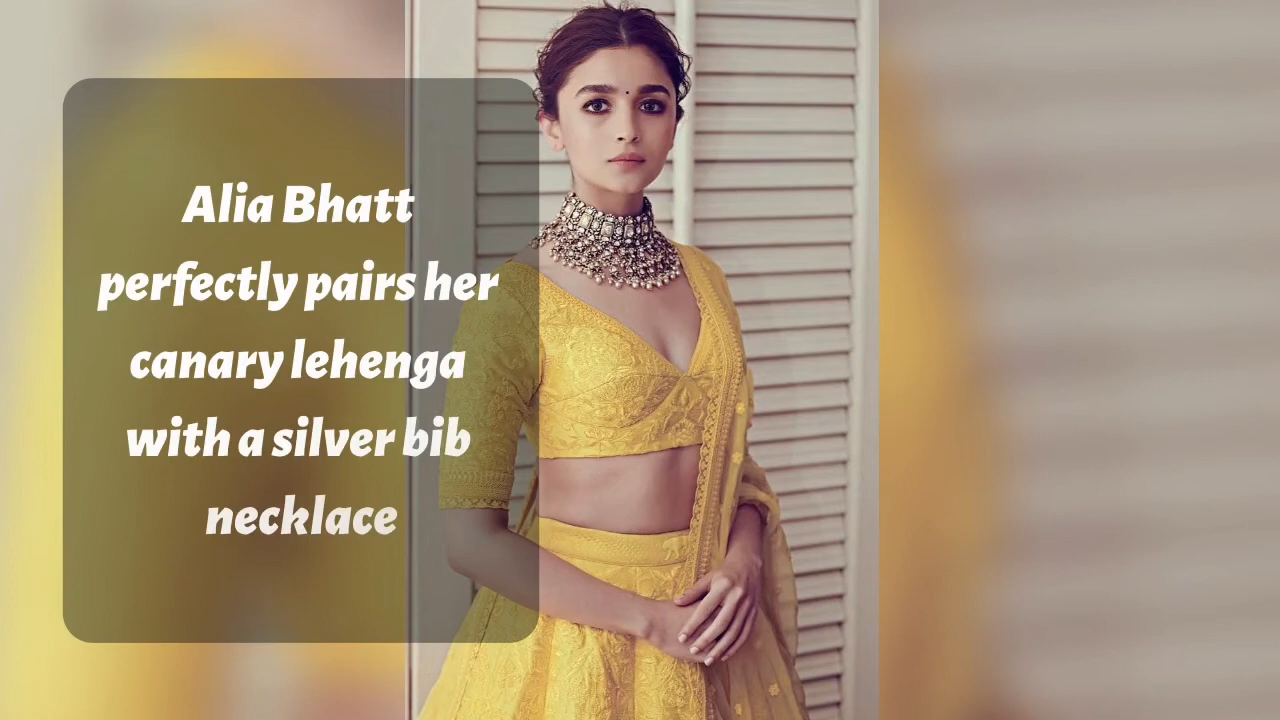 Alia Bhatt
perfectly pairs her
canary lehenga
with a silver bib
necklace